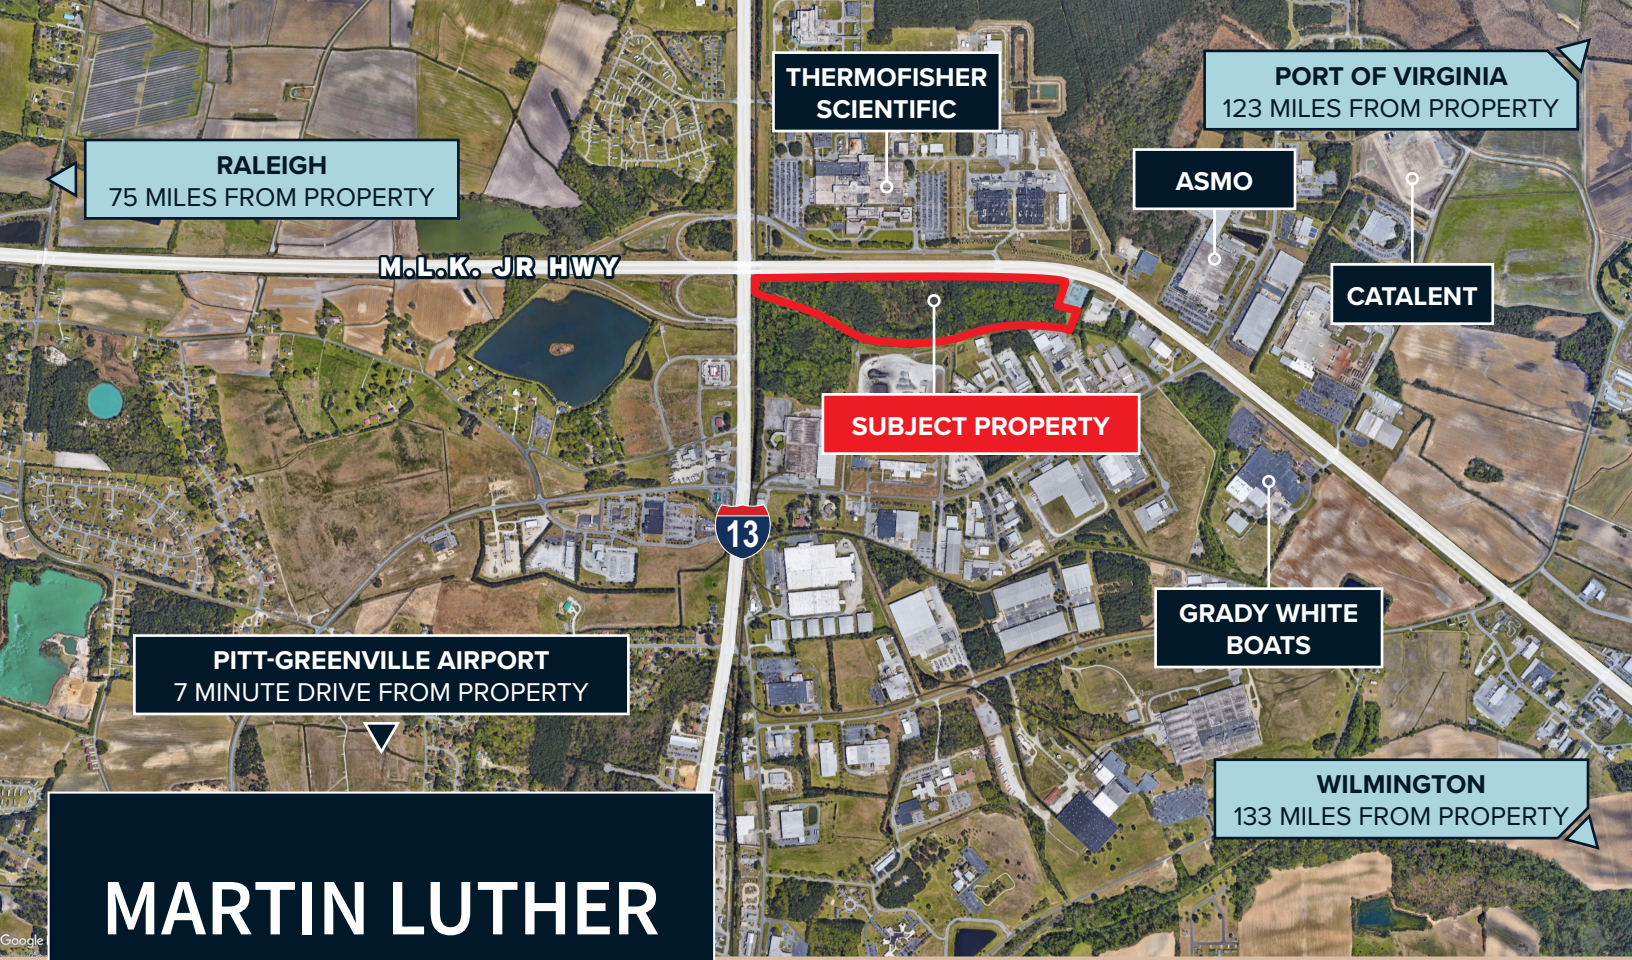 THERMOFISHER
SCIENTIFIC
PORT OF VIRGINIA
123 MILES FROM PROPERTY
RALEIGH
75 MILES FROM PROPERTY
ASMO
M.L.K. JR HWY
CATALENT
SUBJECT PROPERTY
13
GRADY WHITE
BOATS
PITT-GREENVILLE AIRPORT
7 MINUTE DRIVE FROM PROPERTY
WILMINGTON
133 MILES FROM PROPERTY
MARTIN LUTHER
Google